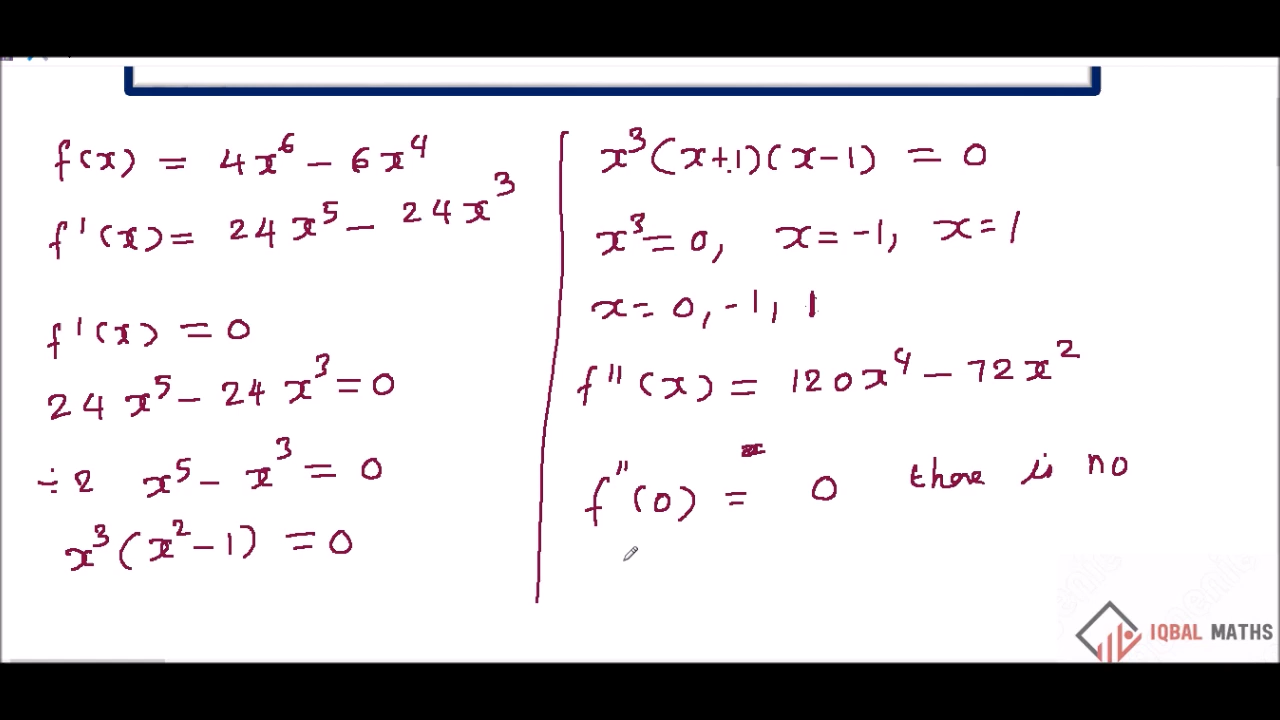 f(x) = 4x⁶ − 6x⁴
f'(x) = 24x⁵ − 24x³
f'(x) = 0
24x⁵ − 24x³ = 0
÷2 x⁵ − x³ = 0
x³(x² − 1) = 0
x³(x+1)(x−1) = 0
x³ = 0, x = −1, x = 1
x = 0, −1, 1
f''(x) = 120x⁴ − 72x²
f''(0) = 0 there is no
IQBAL MATHS